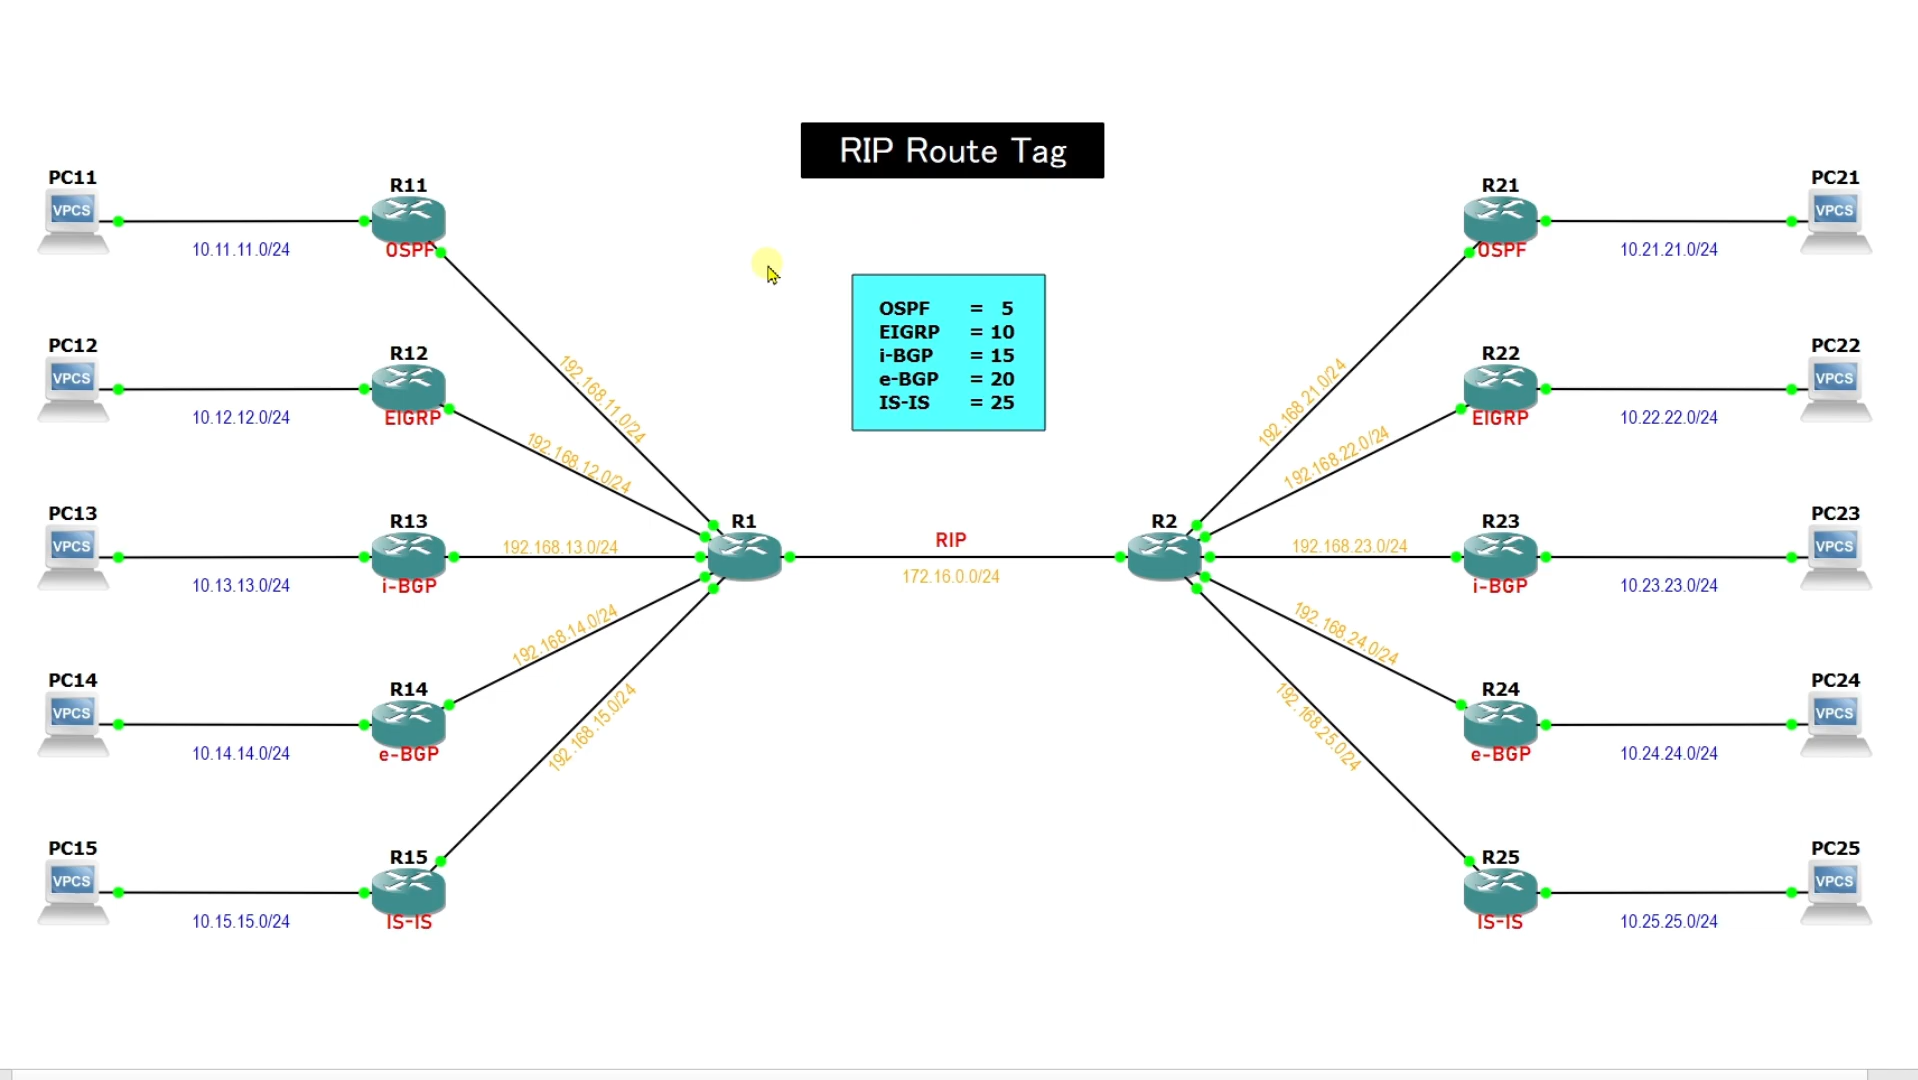 RIP Route Tag
PC11
VPCS
10.11.11.0/24
R11
OSPF
192.168.11.0/24
OSPF = 5
EIGRP = 10
i-BGP = 15
e-BGP = 20
IS-IS = 25
192.168.21.0/24
R21
OSPF
10.21.21.0/24
PC21
VPCS
PC12
VPCS
10.12.12.0/24
R12
EIGRP
192.168.12.0/24
192.168.22.0/24
R22
EIGRP
10.22.22.0/24
PC22
VPCS
PC13
VPCS
10.13.13.0/24
R13
i-BGP
192.168.13.0/24
R1
RIP
172.16.0.0/24
R2
192.168.23.0/24
R23
i-BGP
10.23.23.0/24
PC23
VPCS
PC14
VPCS
10.14.14.0/24
R14
e-BGP
192.168.14.0/24
192.168.24.0/24
R24
e-BGP
10.24.24.0/24
PC24
VPCS
PC15
VPCS
10.15.15.0/24
R15
IS-IS
192.168.15.0/24
192.168.25.0/24
R25
IS-IS
10.25.25.0/24
PC25
VPCS